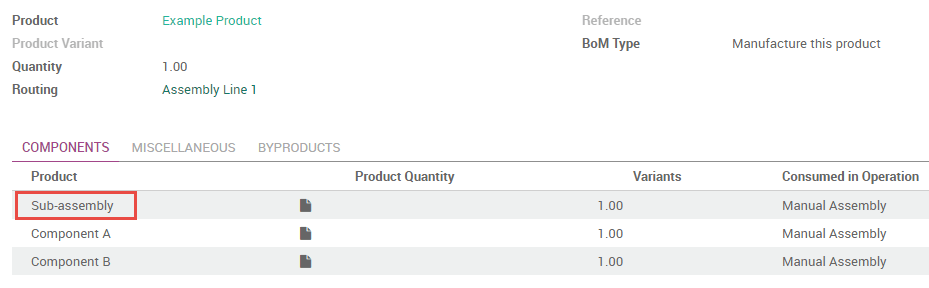 Product Example Product Reference
Product Variant BoM Type Manufacture this product
Quantity 1.00
Routing Assembly Line 1
COMPONENTS MISCELLANEOUS BYPRODUCTS
Product Product Quantity Variants Consumed in Operation
Sub-assembly 1.00 Manual Assembly
Component A 1.00 Manual Assembly
Component B 1.00 Manual Assembly